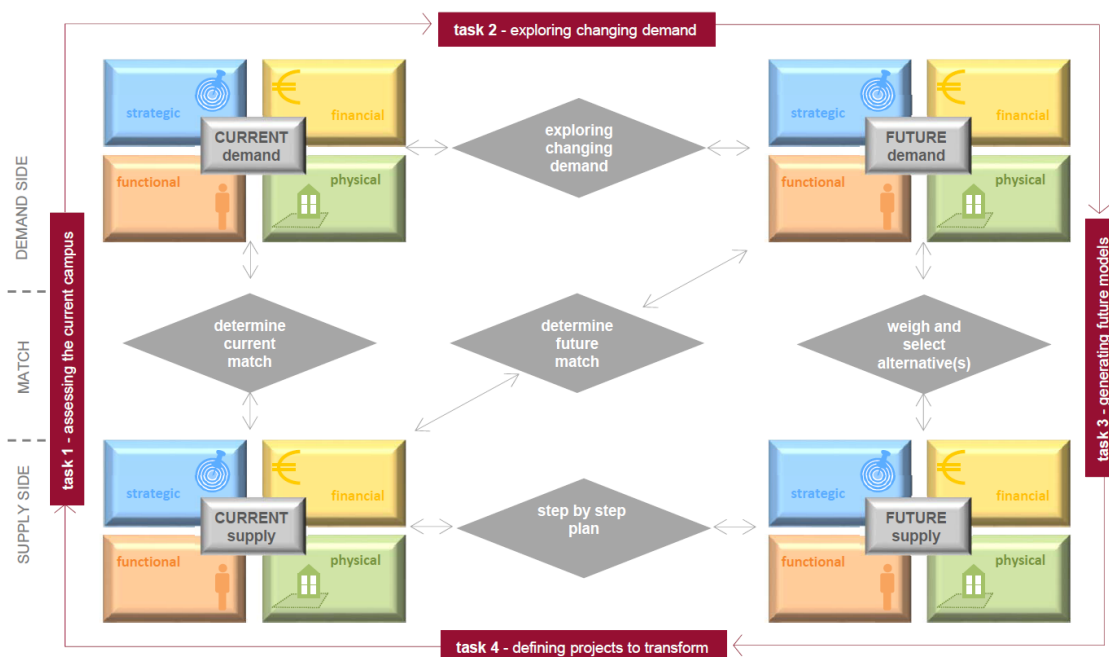 task 2 - exploring changing demand
strategic
financial
CURRENT
demand
functional
physical
exploring
changing
demand
strategic
financial
FUTURE
demand
functional
physical
DEMAND SIDE
MATCH
SUPPLY SIDE
task 1 - assessing the current campus
determine
current
match
determine
future
match
weigh and
select
alternative(s)
task 3 - generating future models
strategic
financial
CURRENT
supply
functional
physical
step by step
plan
strategic
financial
FUTURE
supply
functional
physical
task 4 - defining projects to transform